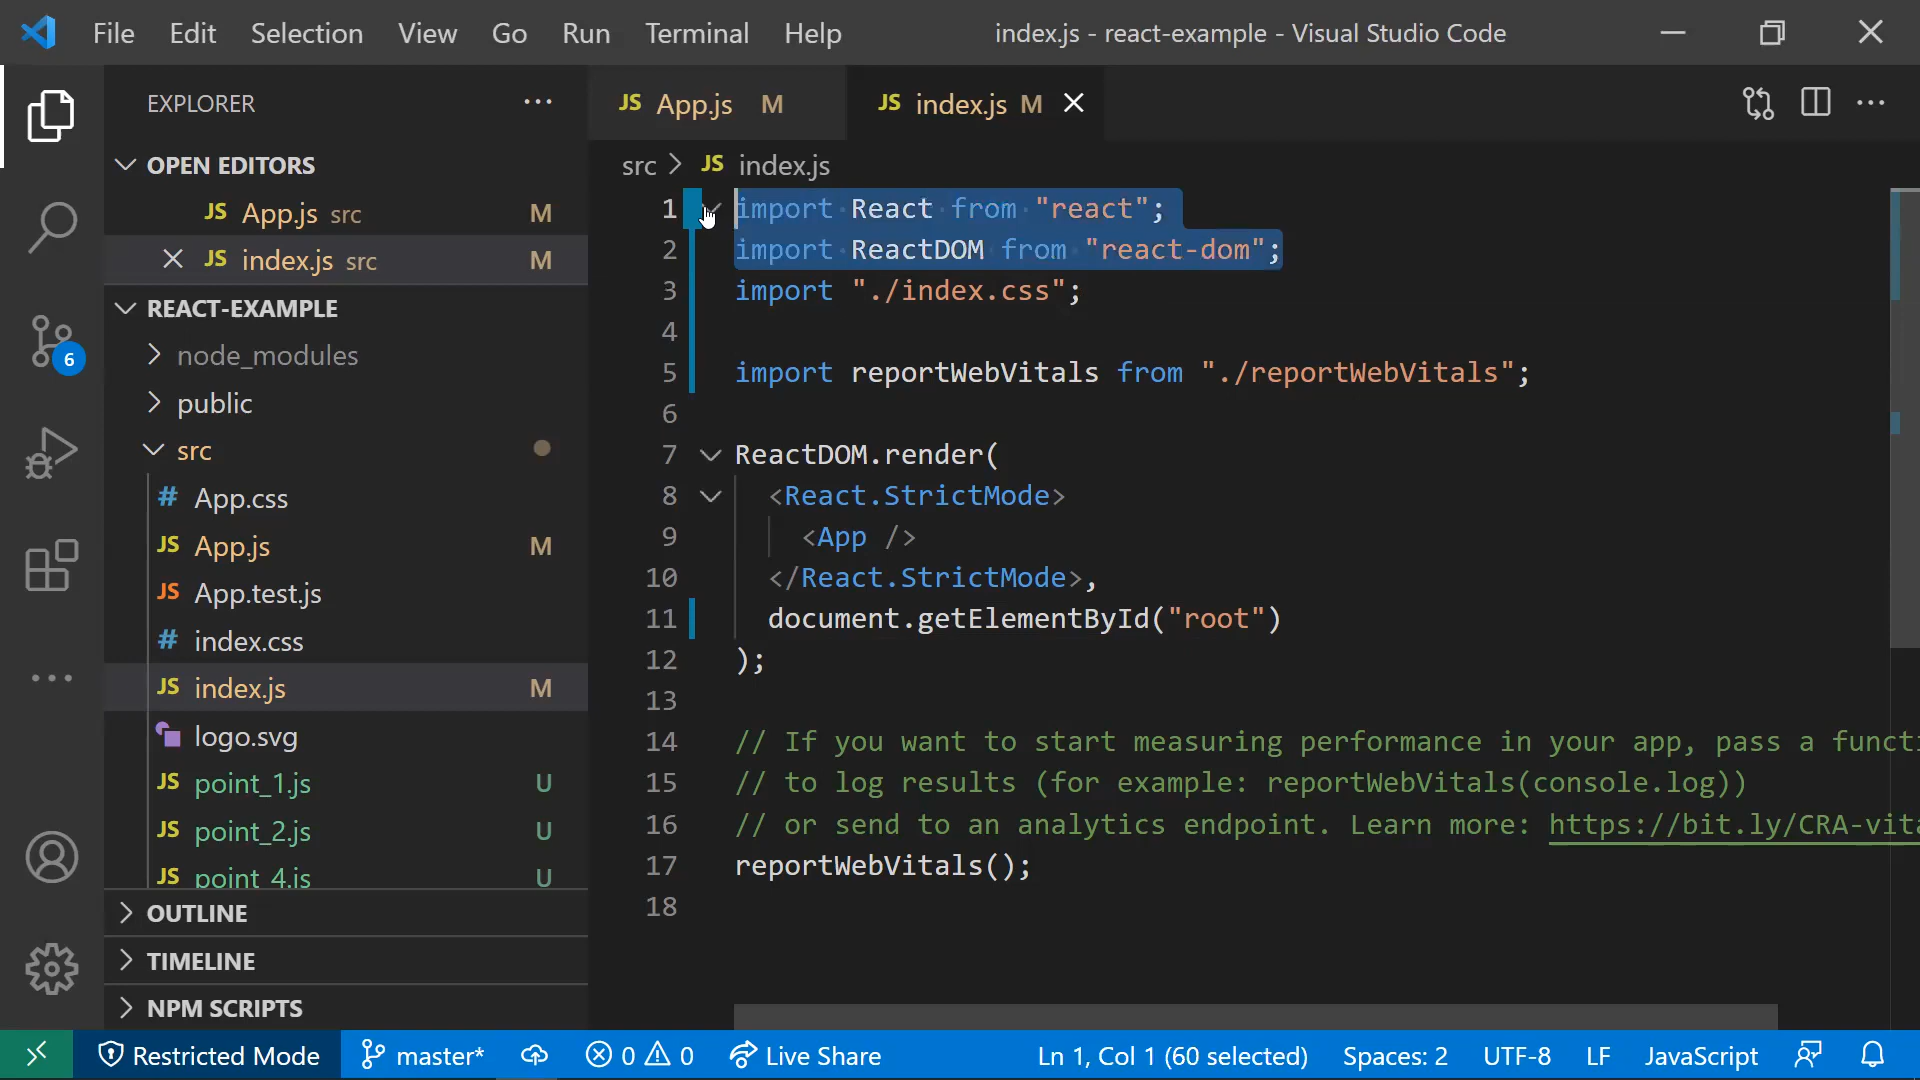 File Edit Selection View Go Run Terminal Help index.js - react-example - Visual Studio Code
EXPLORER
OPEN EDITORS
JS App.js src M
JS index.js src M
REACT-EXAMPLE
node_modules
public
src
# App.css
JS App.js M
JS App.test.js
# index.css
JS index.js M
logo.svg
JS point_1.js U
JS point_2.js U
JS point_4.js U
OUTLINE
TIMELINE
NPM SCRIPTS
6
JS App.js M JS index.js M
src > JS index.js
1 import React from "react";
2 import ReactDOM from "react-dom";
3 import "./index.css";
4
5 import reportWebVitals from "./reportWebVitals";
6
7 ReactDOM.render(
8 <React.StrictMode>
9 <App />
10 </React.StrictMode>,
11 document.getElementById("root")
12 );
13
14 // If you want to start measuring performance in your app, pass a functi
15 // to log results (for example: reportWebVitals(console.log))
16 // or send to an analytics endpoint. Learn more: https://bit.ly/CRA-vita
17 reportWebVitals();
18
Restricted Mode master* 0 0 Live Share Ln 1, Col 1 (60 selected) Spaces: 2 UTF-8 LF JavaScript